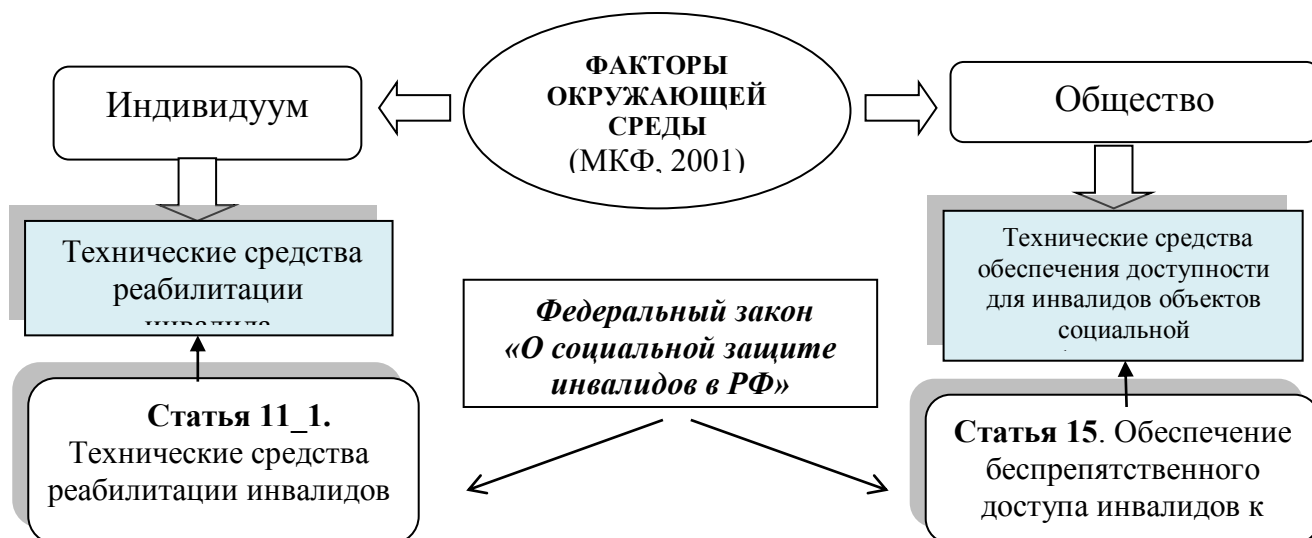 ФАКТОРЫ
ОКРУЖАЮЩЕЙ
СРЕДЫ
(МКФ, 2001)
Индивидуум
Общество
Технические средства
реабилитации
инвалида
Технические средства
обеспечения доступности
для инвалидов объектов
социальной
Федеральный закон
«О социальной защите
инвалидов в РФ»
Статья 11_1.
Технические средства
реабилитации инвалидов
Статья 15. Обеспечение
беспрепятственного
доступа инвалидов к